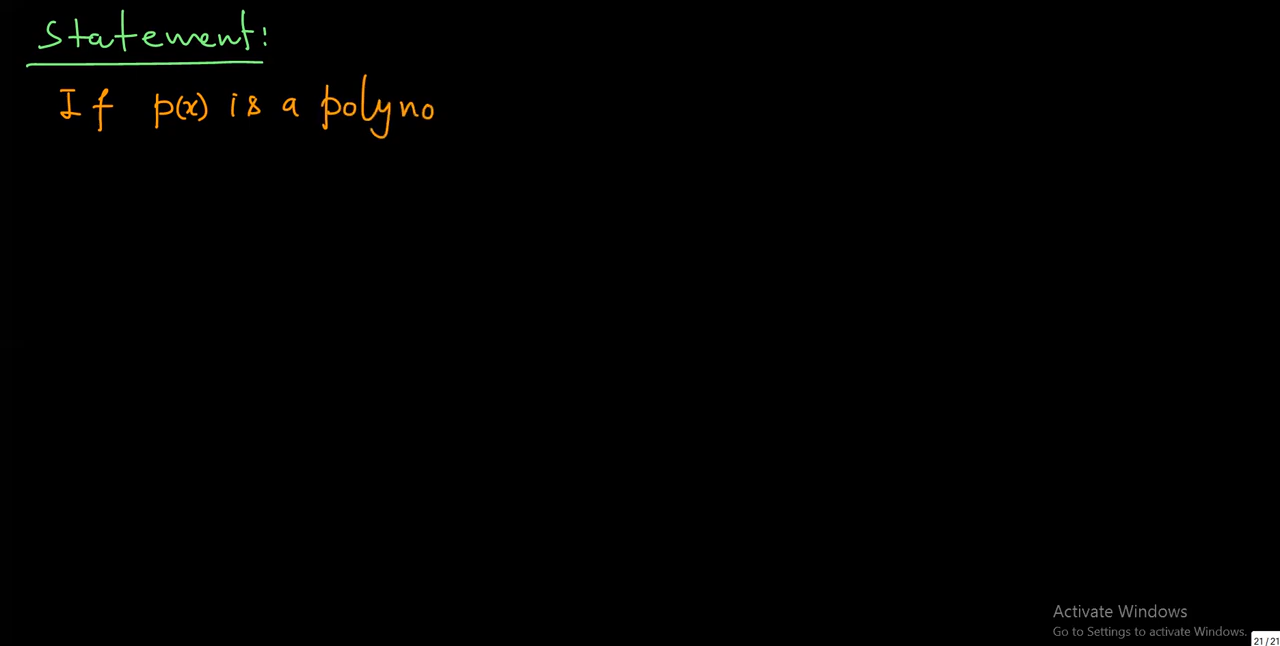 Statement:
If p(x) is a polyno
Activate Windows
Go to Settings to activate Windows.
21 / 21